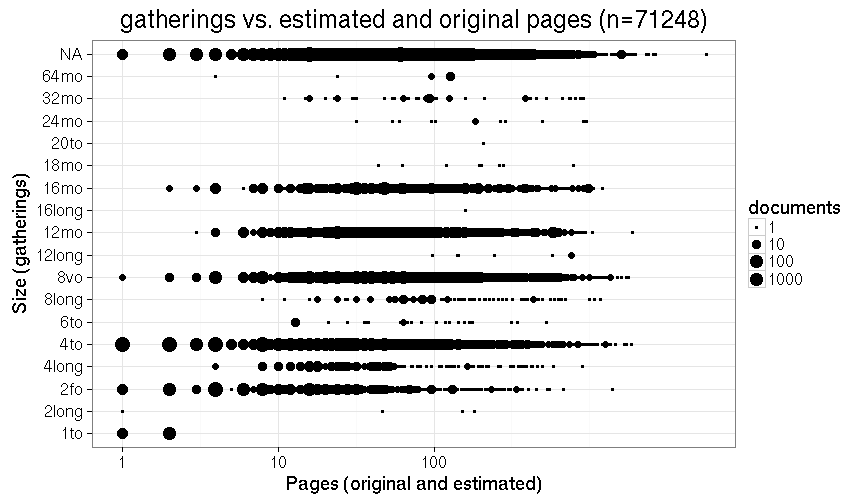 gatherings vs. estimated and original pages (n=71248)
Size (gatherings)
NA
64mo
32mo
24mo
20to
18mo
16mo
16long
12mo
12long
8vo
8long
6to
4to
4long
2fo
2long
1to
1 10 100
Pages (original and estimated)
documents
1
10
100
1000